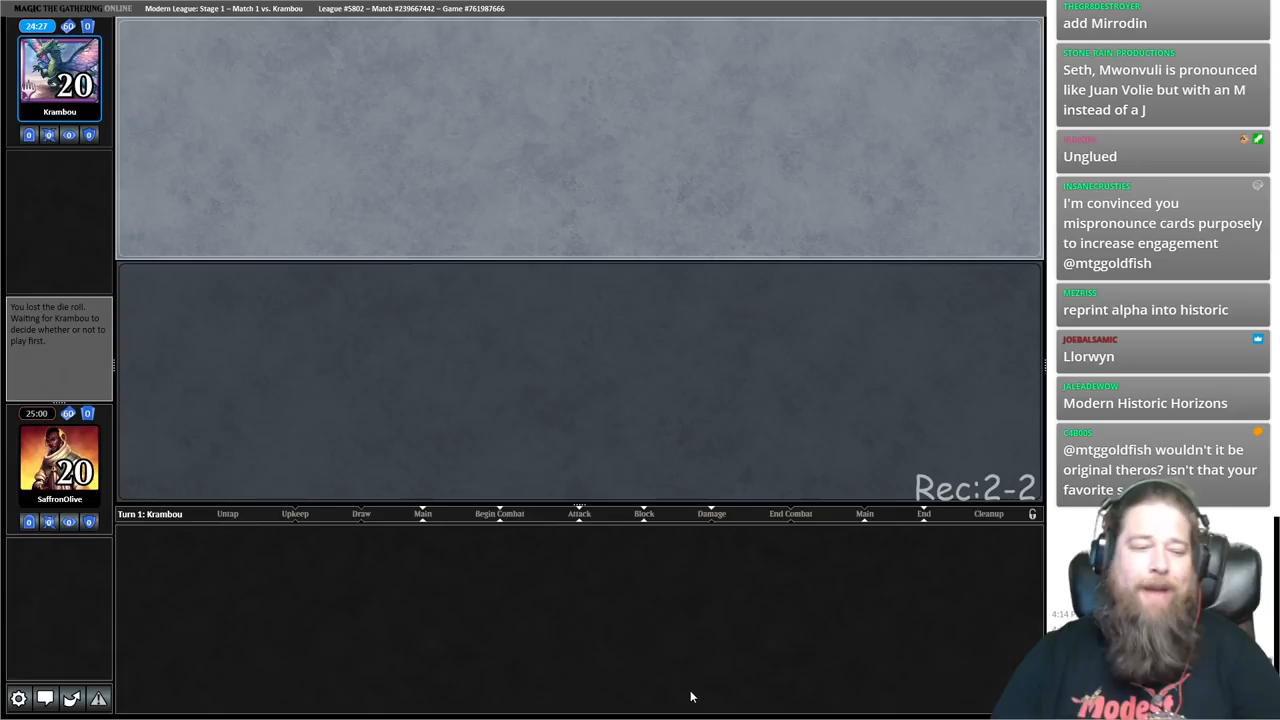 MAGIC THE GATHERING ONLINE
Modern League: Stage 1 – Match 1 vs. Krambou
League #5802 – Match #239667442 – Game #761987666
24:27
60
0
20
Krambou
0
0
0
0
You lost the die roll.
Waiting for Krambou to
decide whether or not to
play first.
25:00
60
0
20
SaffronOlive
0
0
0
0
Rec:2-2
Turn 1: Krambou
Untap
Upkeep
Draw
Main
Begin Combat
Attack
Block
Damage
End Combat
Main
End
Cleanup
THEGR8DESTROYER
add Mirrodin
STONE RAIN PRODUCTIONS
Seth, Mwonvuli is pronounced
like Juan Volie but with an M
instead of a J
Unglued
INSANECRUSTIES
I'm convinced you
mispronounce cards purposely
to increase engagement
@mtggoldfish
MEZRISS
reprint alpha into historic
JOEBALSAMIC
Llorwyn
JALEADEWOW
Modern Historic Horizons
@mtggoldfish wouldn't it be
original theros? isn't that your
favorite
4:14
Modest